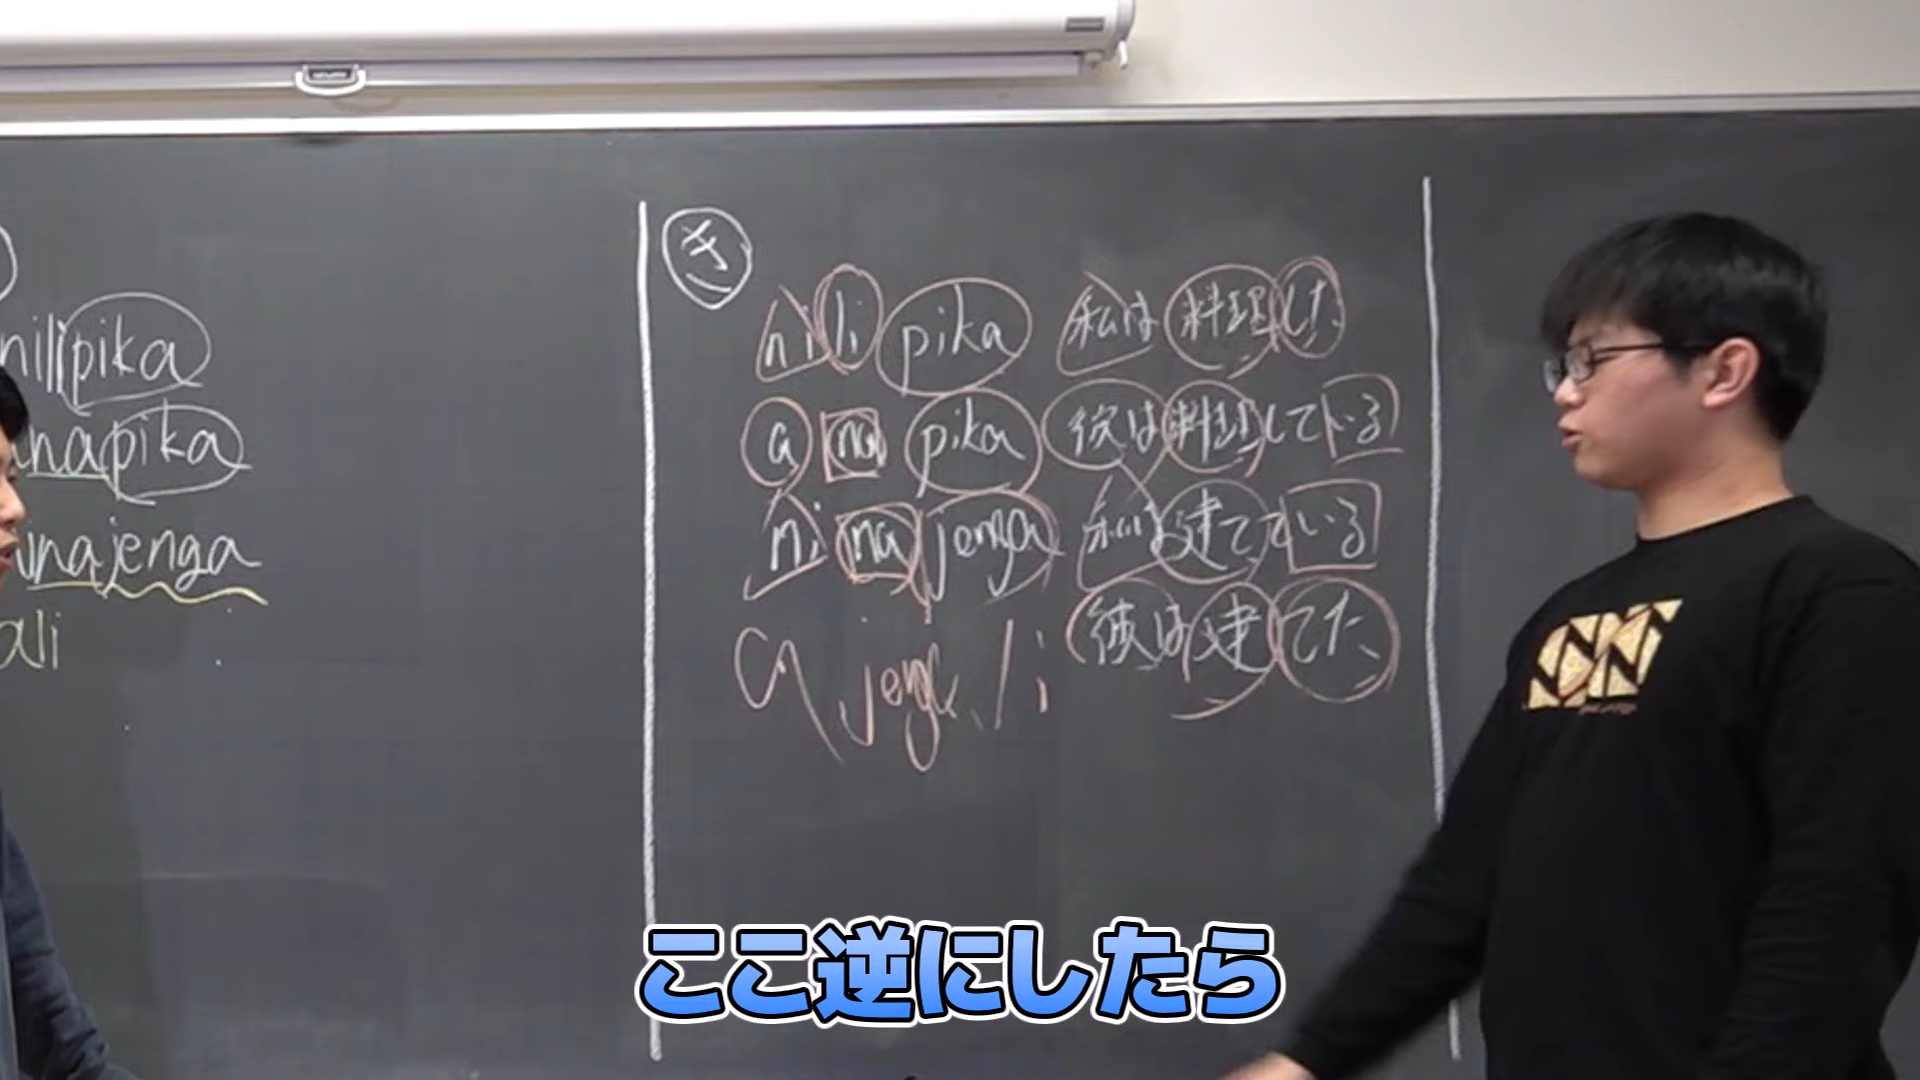 nilipika
napika
najenga
ali
き
ni li pika 私は料理した
a na pika 彼は料理している
ni na jenga 私は建てている
a jenga li 彼は建てた
ここ逆にしたら